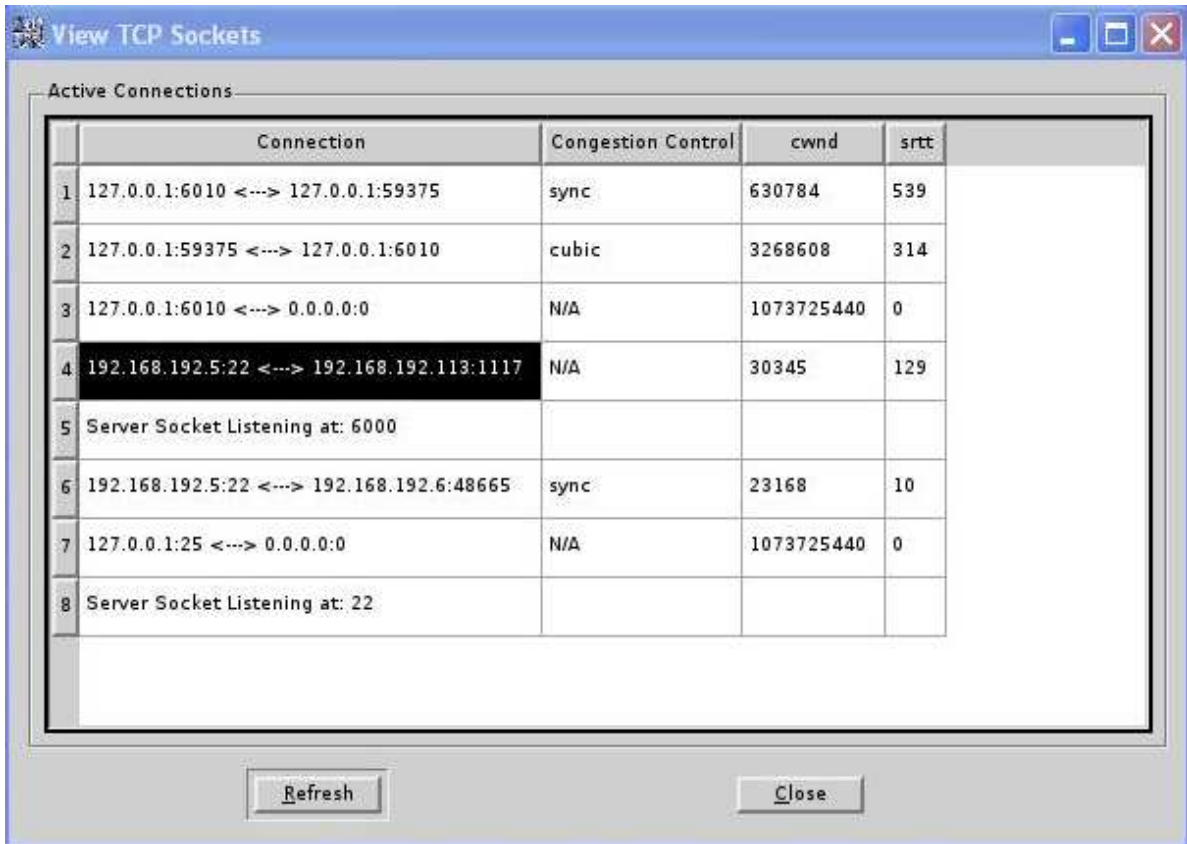 View TCP Sockets
Active Connections
Connection Congestion Control cwnd srtt
1 127.0.0.1:6010 <---> 127.0.0.1:59375 sync 630784 539
2 127.0.0.1:59375 <---> 127.0.0.1:6010 cubic 3268608 314
3 127.0.0.1:6010 <---> 0.0.0.0:0 N/A 1073725440 0
4 192.168.192.5:22 <---> 192.168.192.113:1117 N/A 30345 129
5 Server Socket Listening at: 6000
6 192.168.192.5:22 <---> 192.168.192.6:48665 sync 23168 10
7 127.0.0.1:25 <---> 0.0.0.0:0 N/A 1073725440 0
8 Server Socket Listening at: 22
Refresh Close